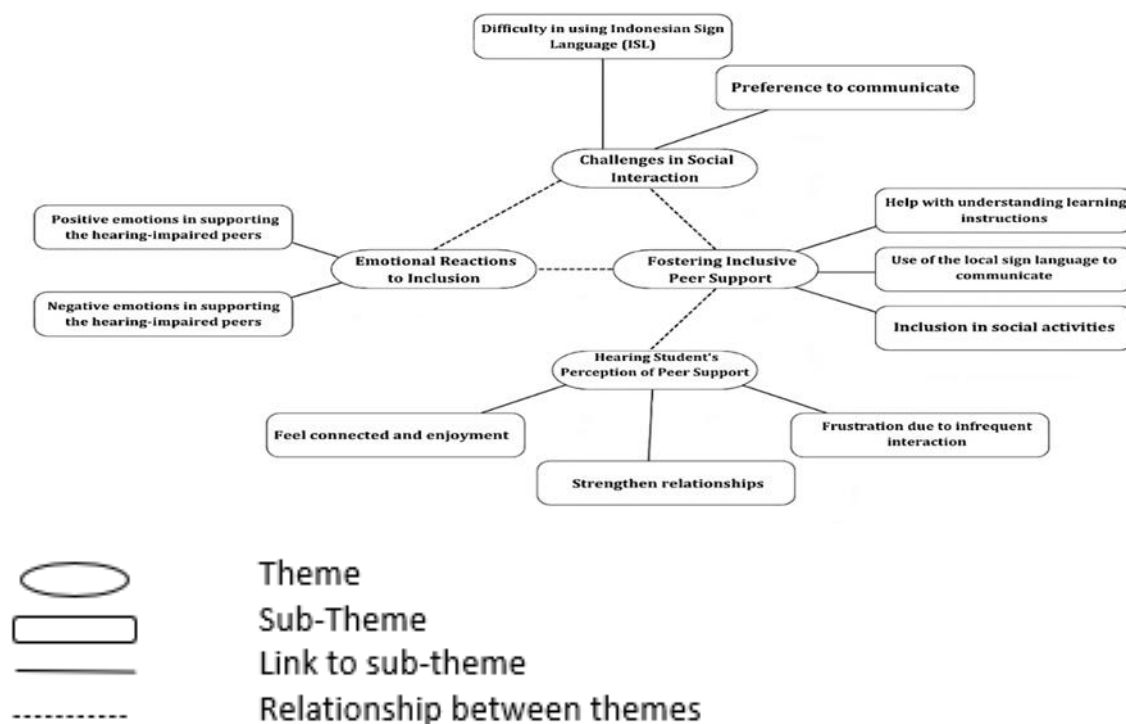 Difficulty in using Indonesian Sign
Language (ISL)
Preference to communicate
Challenges in Social
Interaction
Positive emotions in supporting
the hearing-impaired peers
Negative emotions in supporting
the hearing-impaired peers
Emotional Reactions
to Inclusion
Fostering Inclusive
Peer Support
Help with understanding learning
instructions
Use of the local sign language to
communicate
Inclusion in social activities
Hearing Student's
Perception of Peer Support
Feel connected and enjoyment
Strengthen relationships
Frustration due to infrequent
interaction
Theme
Sub-Theme
Link to sub-theme
Relationship between themes